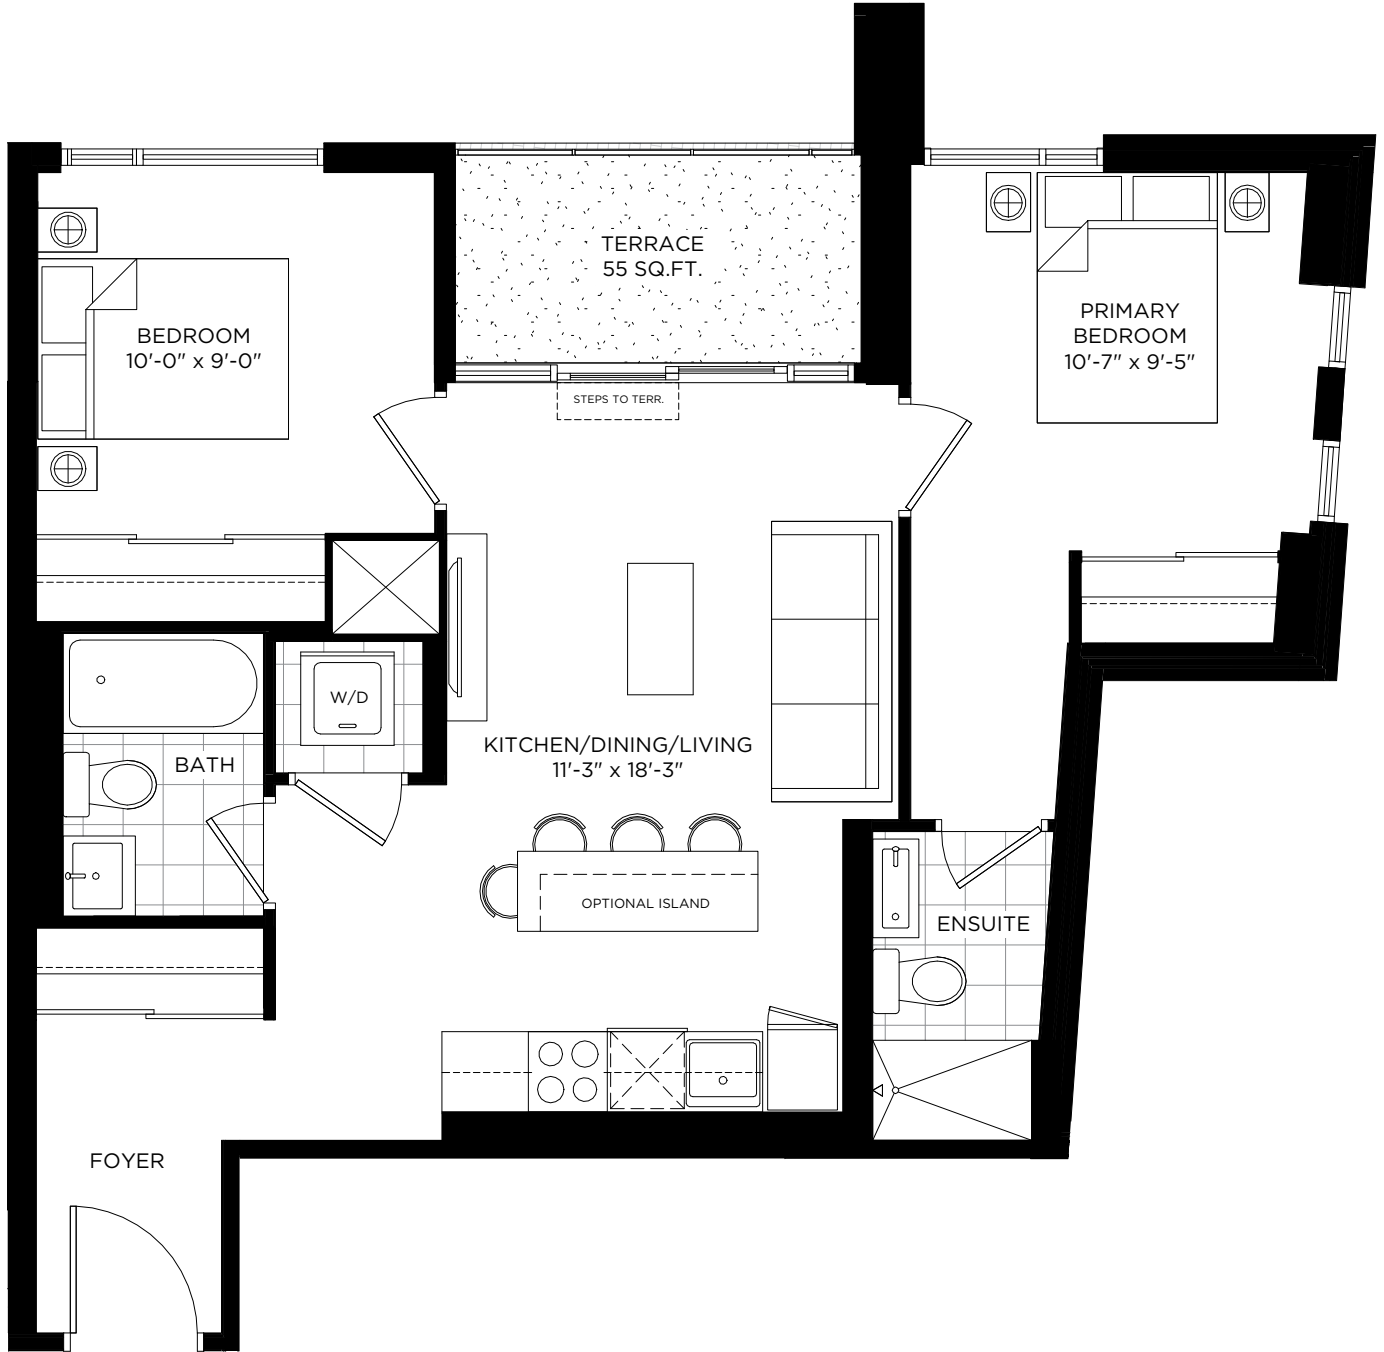 TERRACE
55 SQ.FT.
BEDROOM
10'-0" x 9'-0"
PRIMARY
BEDROOM
10'-7" x 9'-5"
STEPS TO TERR.
W/D
KITCHEN/DINING/LIVING
11'-3" x 18'-3"
BATH
OPTIONAL ISLAND
ENSUITE
FOYER